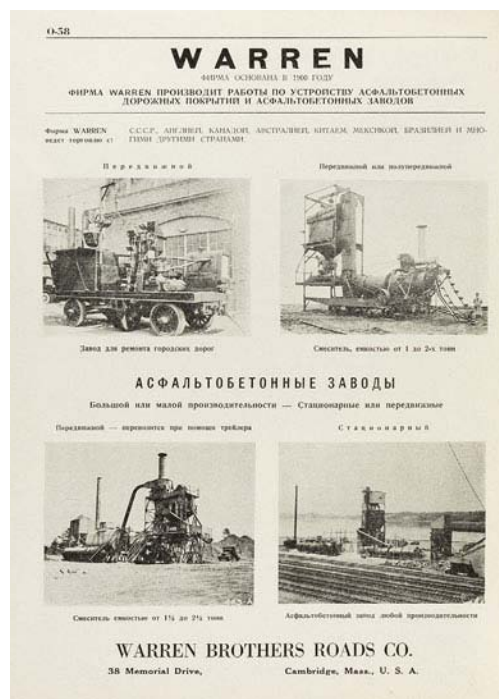 O-58
WARREN
ФИРМА ОСНОВАНА В 1900 ГОДУ
ФИРМА WARREN ПРОИЗВОДИТ РАБОТЫ ПО УСТРОЙСТВУ АСФАЛЬТОБЕТОННЫХ
ДОРОЖНЫХ ПОКРЫТИЙ И АСФАЛЬТОБЕТОННЫХ ЗАВОДОВ
Фирма WARREN С.С.С.Р., АНГЛИЕЙ, КАНАДОЙ, АВСТРАЛИЕЙ, КИТАЕМ, МЕКСИКОЙ, БРАЗИЛИЕЙ И МНО-
ведет торговлю с: ГИМИ ДРУГИМИ СТРАНАМИ
Передвижной
Передвижной или полупередвижной
Завод для ремонта городских дорог
Смеситель, емкостью от 1 до 2-х тонн
АСФАЛЬТОБЕТОННЫЕ ЗАВОДЫ
Большой или малой производительности — Стационарные или передвижные
Передвижной — перевозится при помощи трейлера
Стационарный
Смеситель емкостью от 1½ до 2½ тонн
Асфальтобетонный завод любой производительности
WARREN BROTHERS ROADS CO.
38 Memorial Drive, Cambridge, Mass., U. S. A.